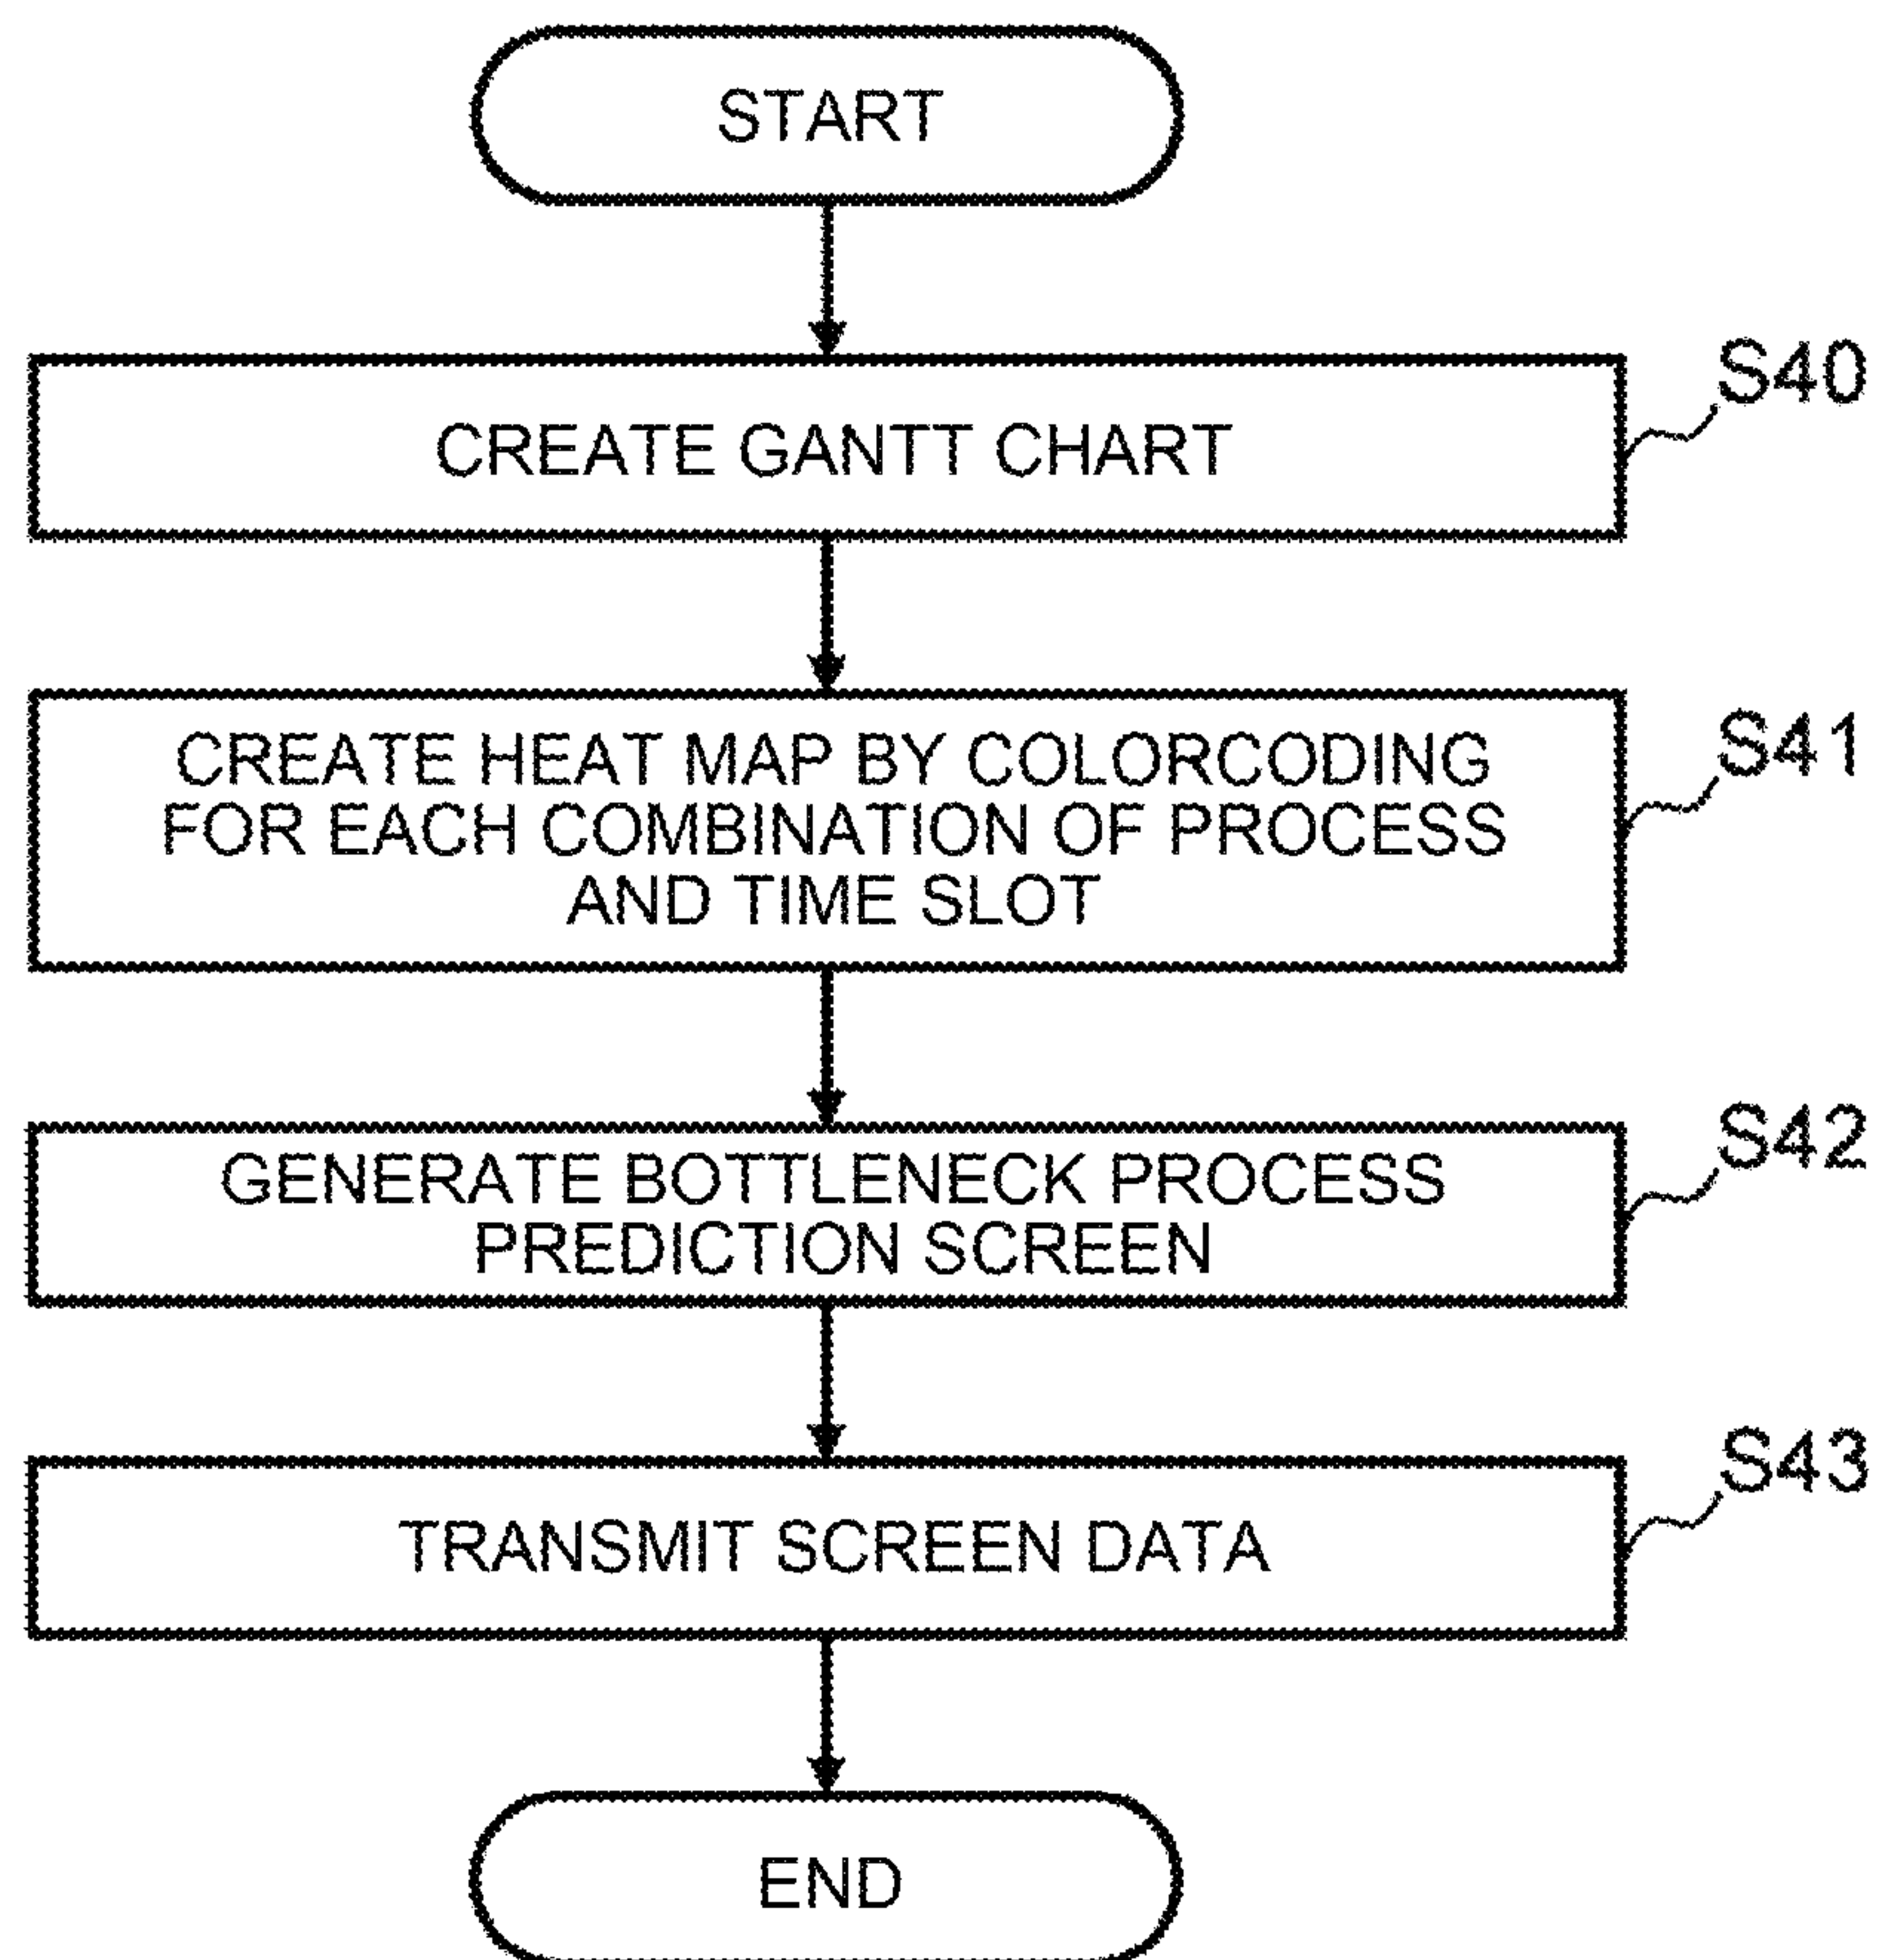 START
S40
CREATE GANTT CHART
S41
CREATE HEAT MAP BY COLORCODING
FOR EACH COMBINATION OF PROCESS
AND TIME SLOT
S42
GENERATE BOTTLENECK PROCESS
PREDICTION SCREEN
S43
TRANSMIT SCREEN DATA
END